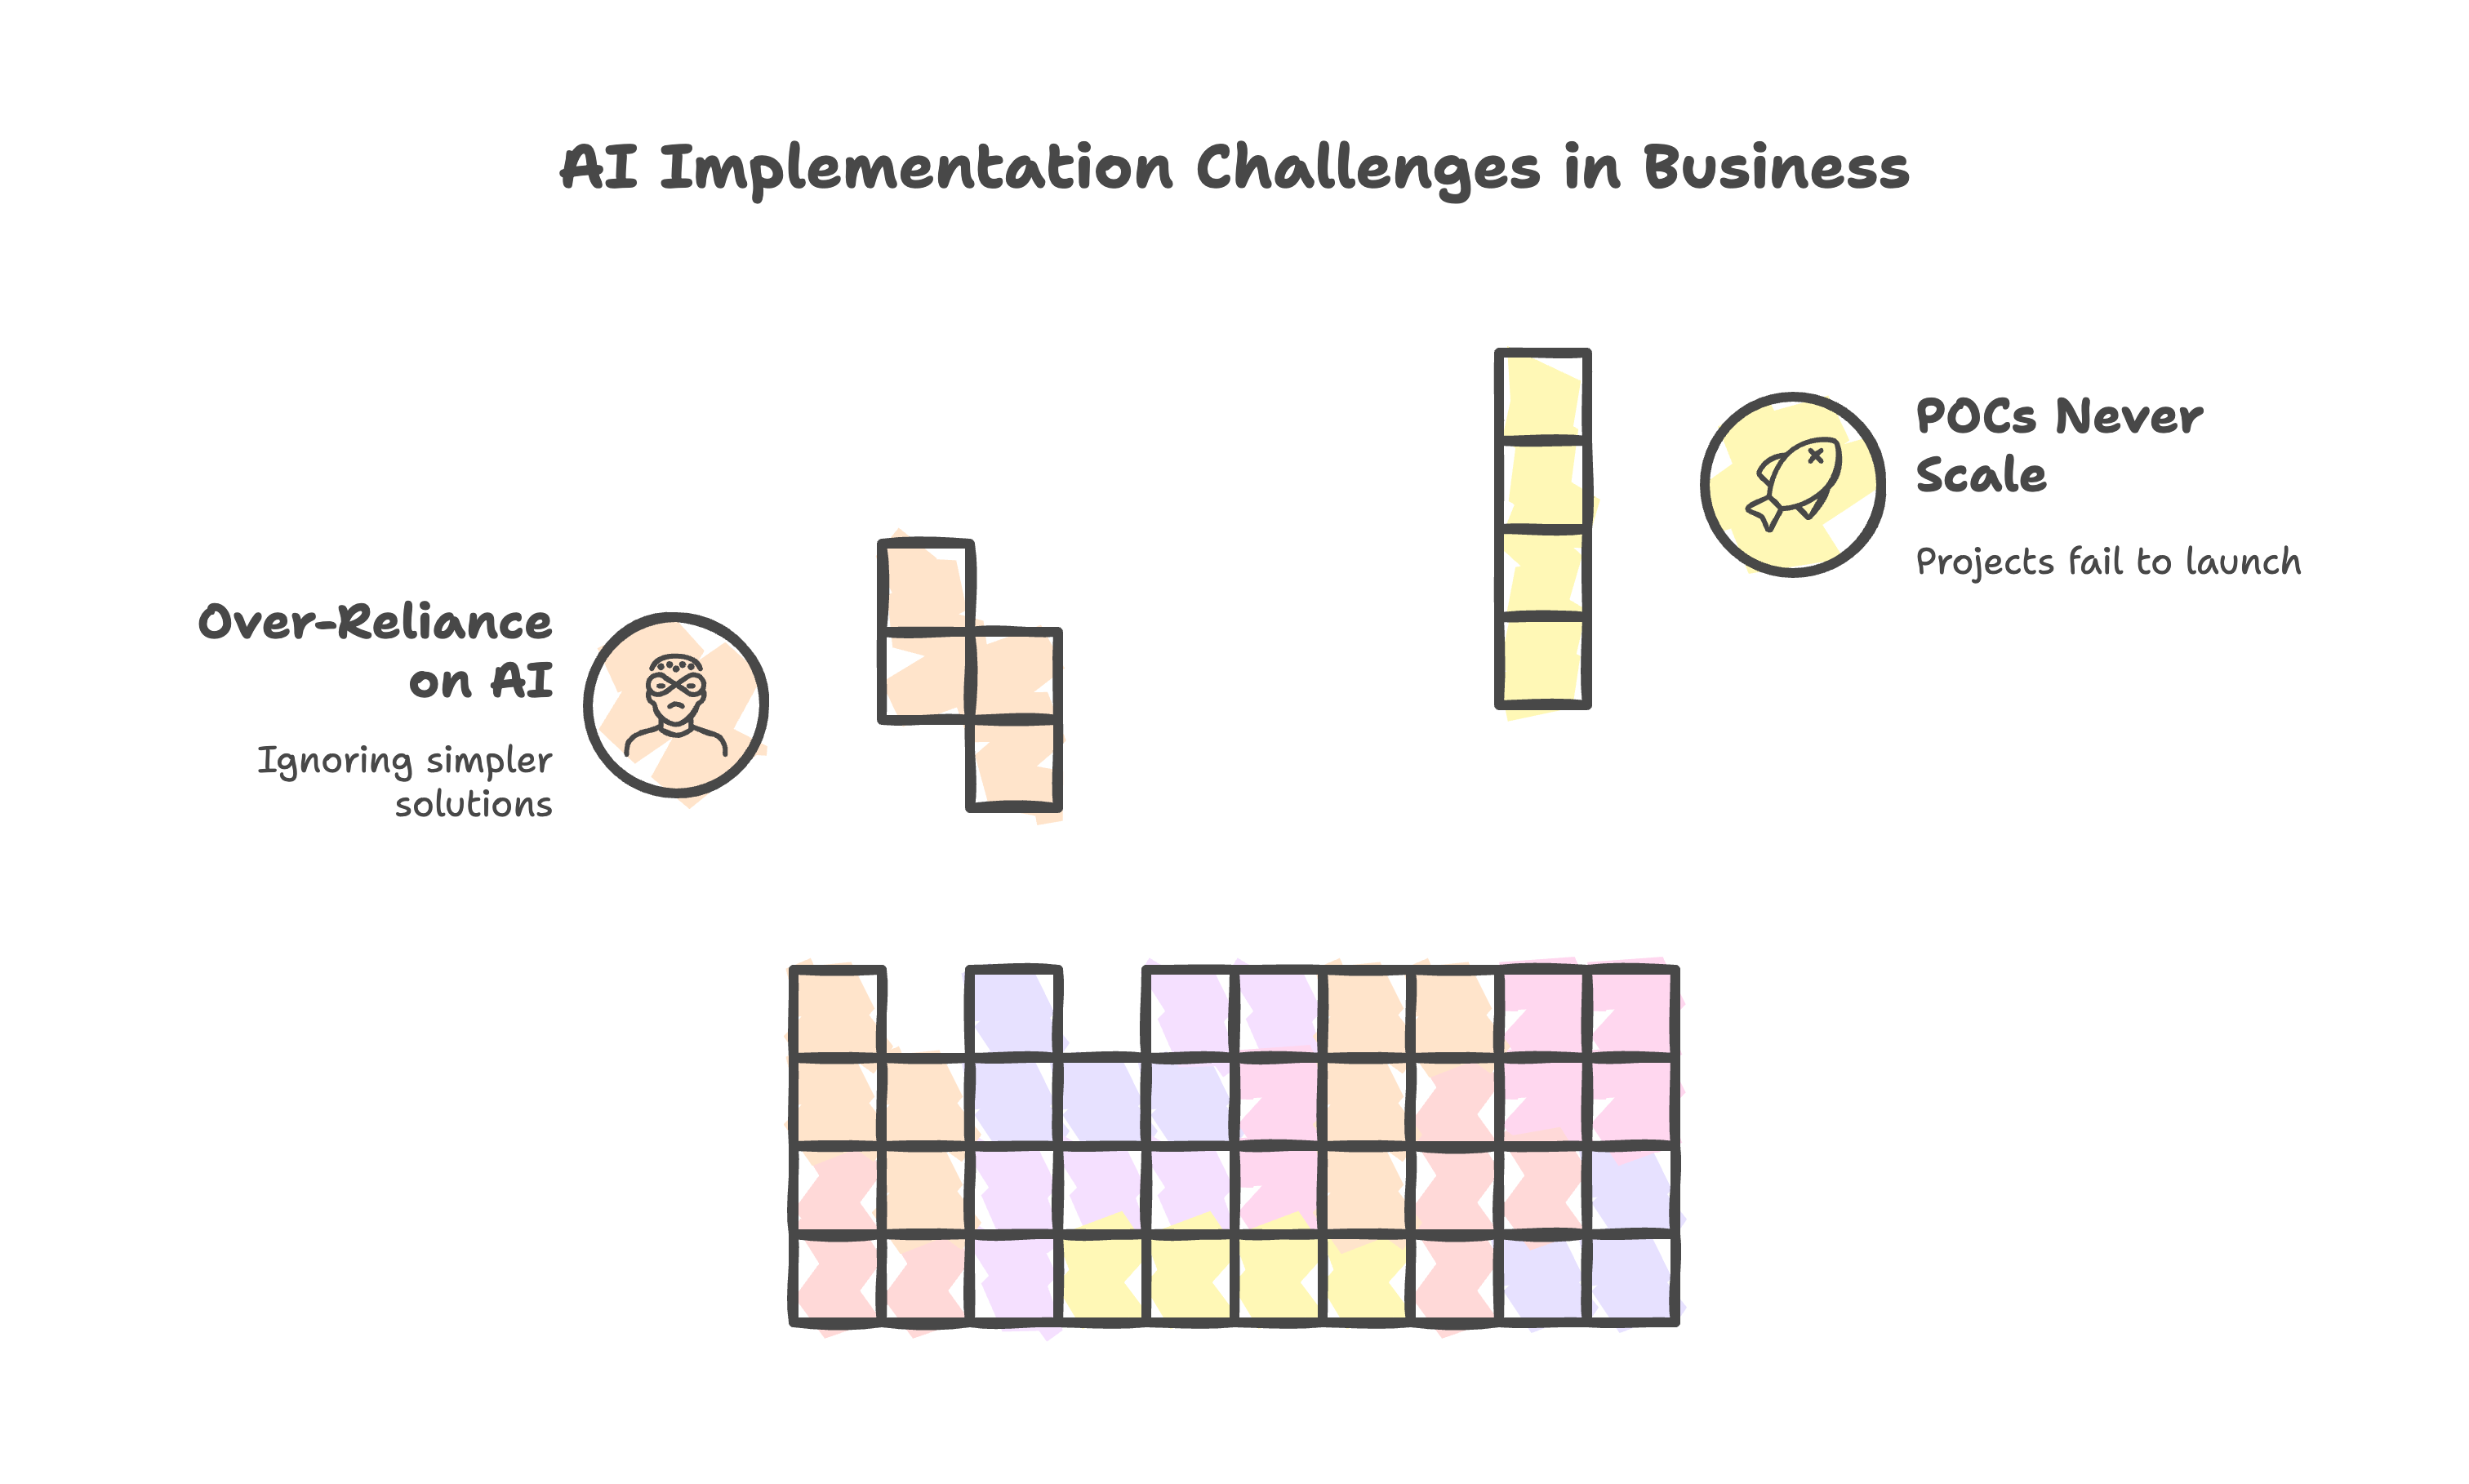 AI Implementation Challenges in Business
POCs Never
Scale
Projects fail to launch
Over-Reliance
on AI
Ignoring simpler
solutions